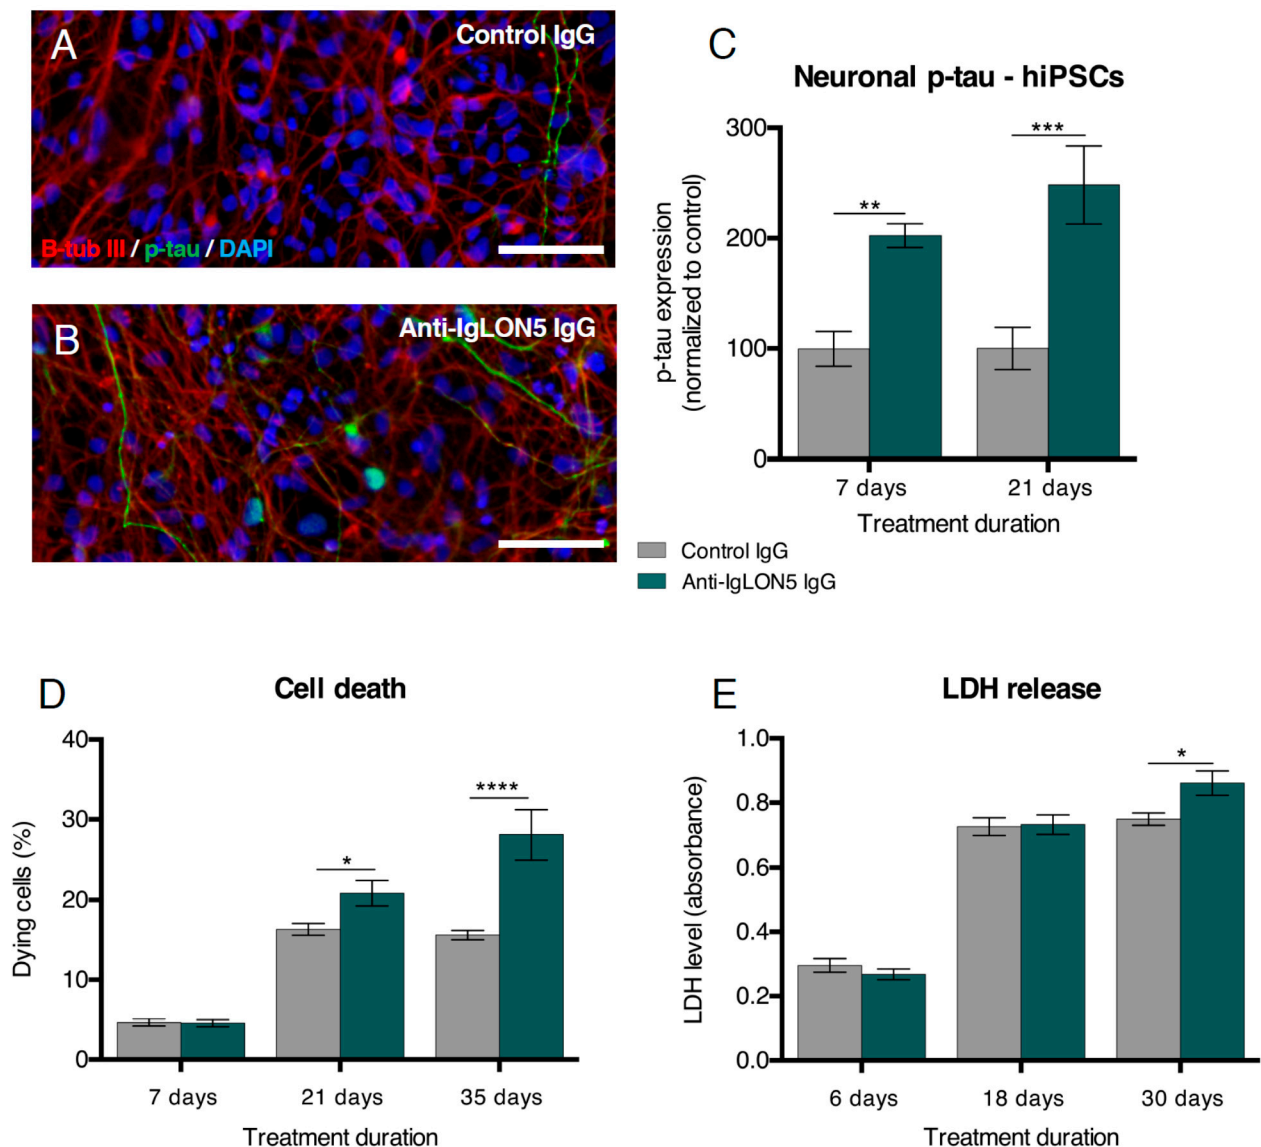 A
Control IgG
B-tub III / p-tau / DAPI
B
Anti-IgLON5 IgG
C
Neuronal p-tau - hiPSCs
p-tau expression
(normalized to control)
300
200
100
0
**
***
7 days
21 days
Treatment duration
Control IgG
Anti-IgLON5 IgG
D
Cell death
Dying cells (%)
40
30
20
10
0
*
****
7 days
21 days
35 days
Treatment duration
E
LDH release
LDH level (absorbance)
1.0
0.8
0.6
0.4
0.2
0.0
*
6 days
18 days
30 days
Treatment duration